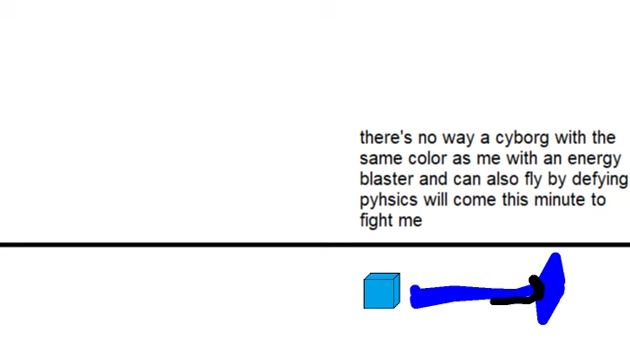 there's no way a cyborg with the
same color as me with an energy
blaster and can also fly by defying
pyhsics will come this minute to
fight me